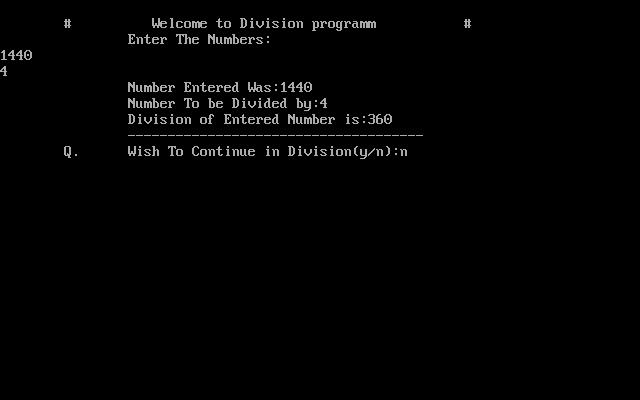 # Welcome to Division programm #
Enter The Numbers:
1440
4
Number Entered Was:1440
Number To be Divided by:4
Division of Entered Number is:360
-------------------------------------
Q. Wish To Continue in Division(y/n):n